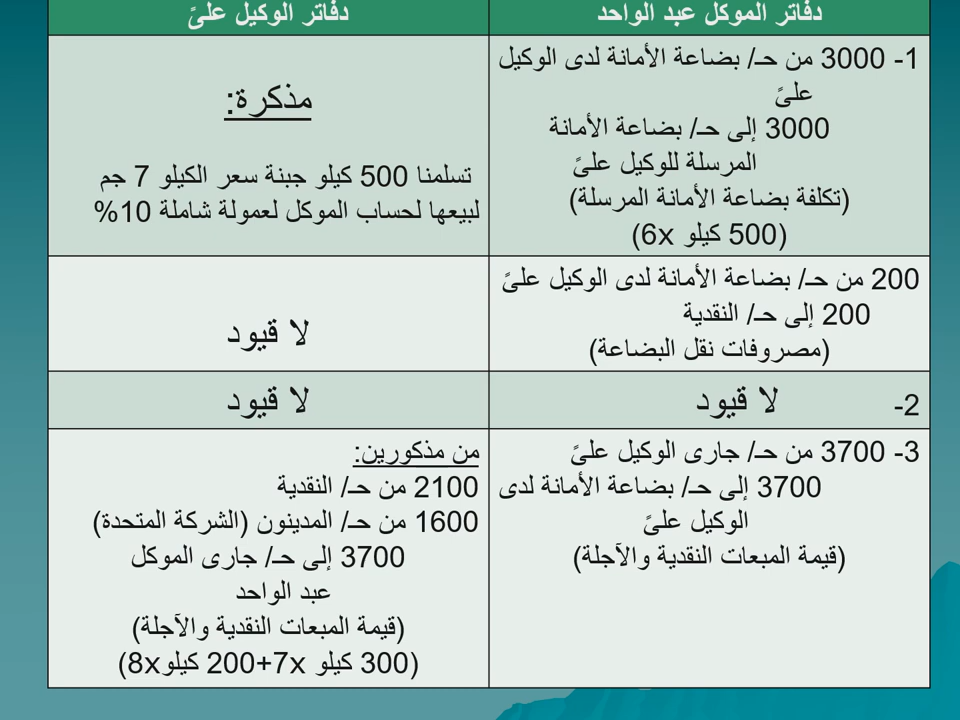 دفاتر الموكل عبد الواحد
دفاتر الوكيل علىً
1- 3000 من حـ/ بضاعة الأمانة لدى الوكيل
علىً
3000 إلى حـ/ بضاعة الأمانة
المرسلة للوكيل علىً
(تكلفة بضاعة الأمانة المرسلة)
(500 كيلو x6)
مذكرة:
تسلمنا 500 كيلو جبنة سعر الكيلو 7 جم
لبيعها لحساب الموكل لعمولة شاملة 10%
200 من حـ/ بضاعة الأمانة لدى الوكيل علىً
200 إلى حـ/ النقدية
(مصروفات نقل البضاعة)
لا قيود
2- لا قيود
لا قيود
3- 3700 من حـ/ جارى الوكيل علىً
3700 إلى حـ/ بضاعة الأمانة لدى
الوكيل علىً
(قيمة المبعات النقدية والآجلة)
من مذكورين:
2100 من حـ/ النقدية
1600 من حـ/ المدينون (الشركة المتحدة)
3700 إلى حـ/ جارى الموكل
عبد الواحد
(قيمة المبعات النقدية والآجلة)
(300 كيلو x7+200 كيلوx8)